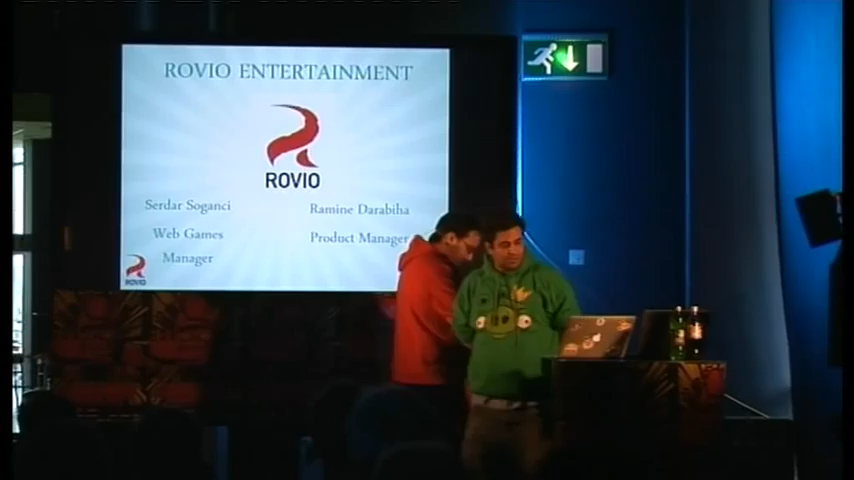 ROVIO ENTERTAINMENT
ROVIO
Serdar Soganci
Web Games
Manager
Ramine Darabiha
Product Manager
ROVIO